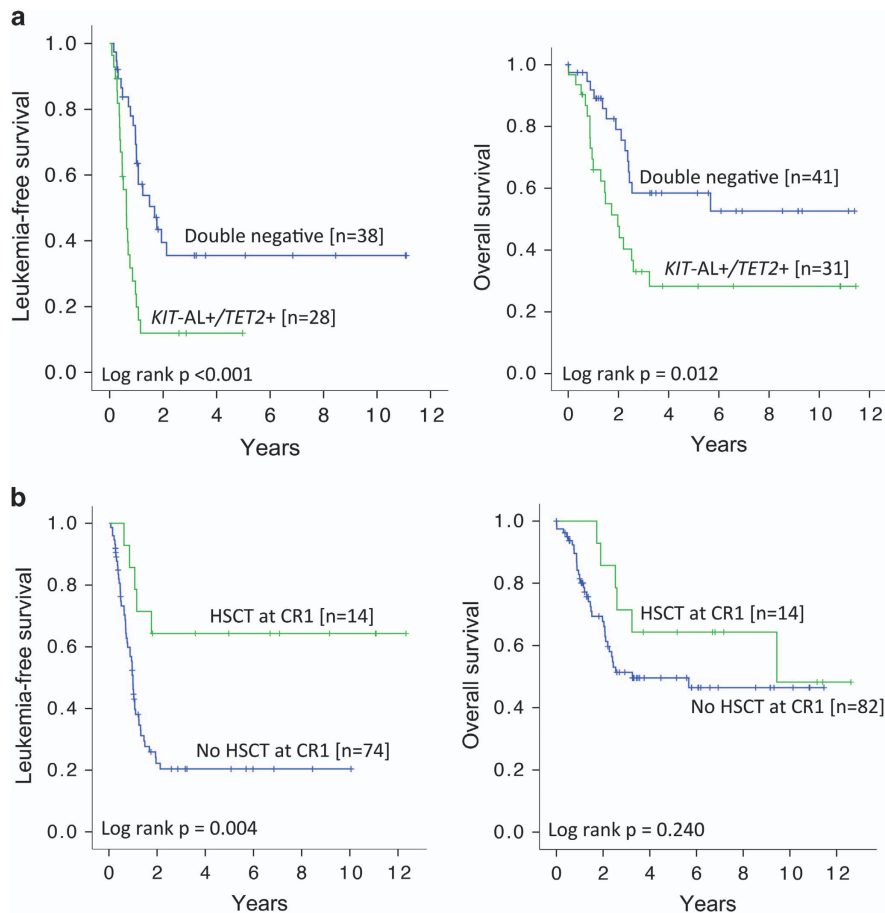 a
Leukemia-free survival
1.0
0.8
0.6
0.4
0.2
0.0
Double negative [n=38]
KIT-AL+/TET2+ [n=28]
Log rank p <0.001
0 2 4 6 8 10 12
Years
Overall survival
1.0
0.8
0.6
0.4
0.2
0.0
Double negative [n=41]
KIT-AL+/TET2+ [n=31]
Log rank p = 0.012
0 2 4 6 8 10 12
Years
b
Leukemia-free survival
1.0
0.8
0.6
0.4
0.2
0.0
HSCT at CR1 [n=14]
No HSCT at CR1 [n=74]
Log rank p = 0.004
0 2 4 6 8 10 12
Years
Overall survival
1.0
0.8
0.6
0.4
0.2
0.0
HSCT at CR1 [n=14]
No HSCT at CR1 [n=82]
Log rank p = 0.240
0 2 4 6 8 10 12
Years